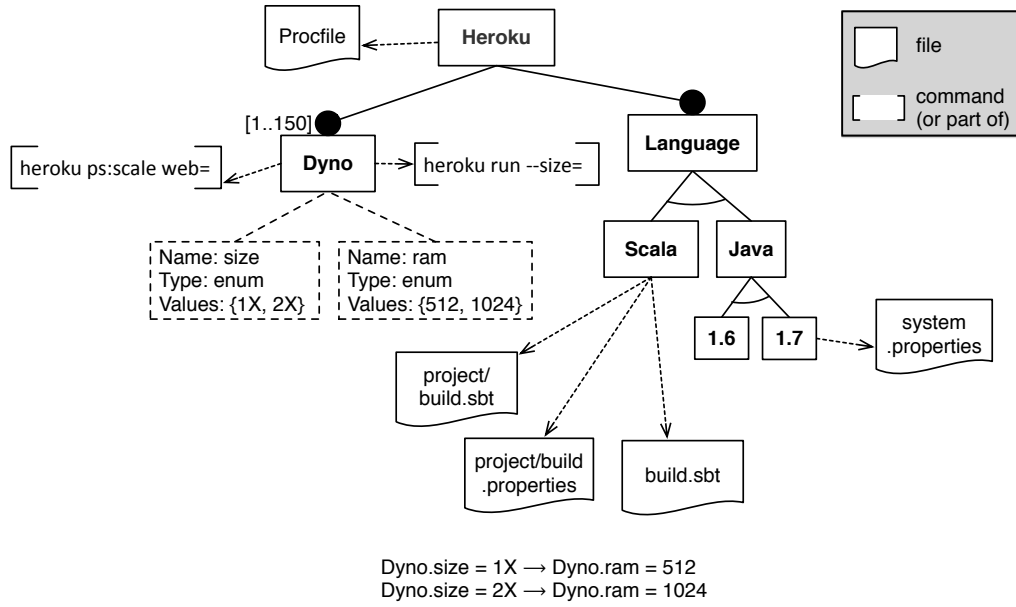 Procfile
Heroku
file
command
(or part of)
[1..150]
heroku ps:scale web=
Dyno
heroku run --size=
Language
Name: size
Type: enum
Values: {1X, 2X}
Name: ram
Type: enum
Values: {512, 1024}
Scala
Java
1.6
1.7
system
.properties
project/
build.sbt
project/build
.properties
build.sbt
Dyno.size = 1X → Dyno.ram = 512
Dyno.size = 2X → Dyno.ram = 1024